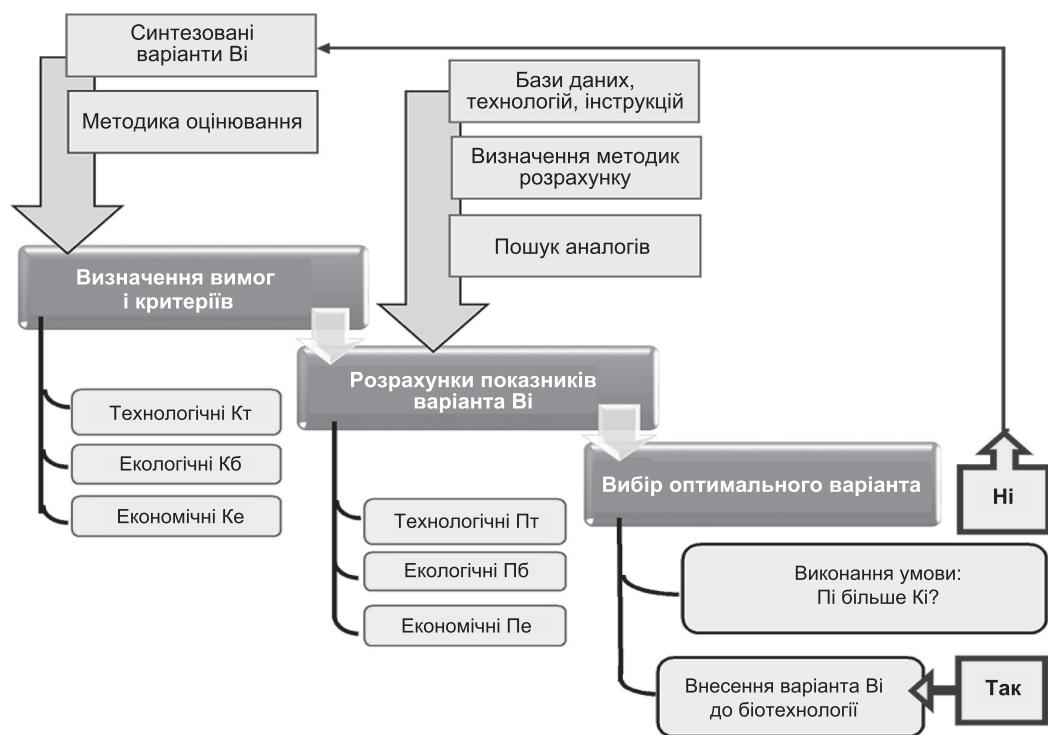 Синтезовані
варіанти Ві
Методика оцінювання
Бази даних,
технологій, інструкцій
Визначення методик
розрахунку
Пошук аналогів
Визначення вимог
і критеріїв
Технологічні Кт
Екологічні Кб
Економічні Ке
Розрахунки показників
варіанта Ві
Технологічні Пт
Екологічні Пб
Економічні Пе
Вибір оптимального варіанта
Ні
Виконання умови:
Пі більше Кі?
Внесення варіанта Ві
до біотехнології
Так